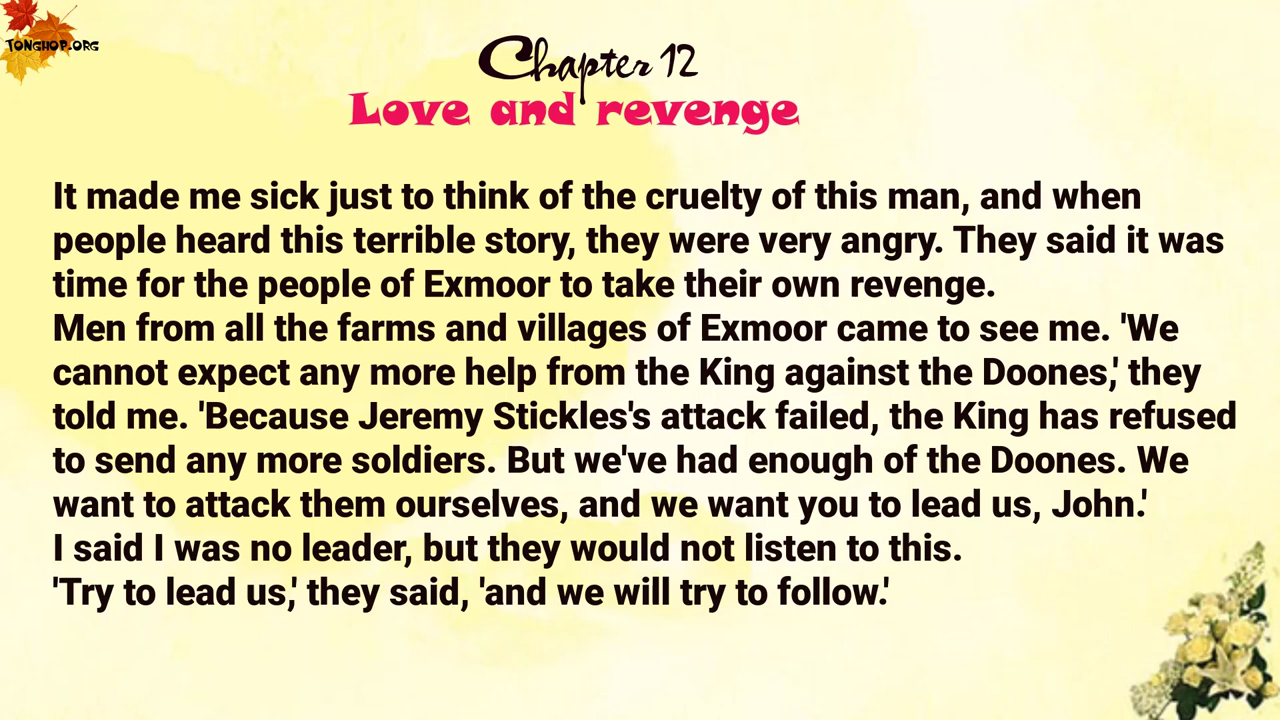 TONGHOP.ORG
Chapter 12
Love and revenge
It made me sick just to think of the cruelty of this man, and when
people heard this terrible story, they were very angry. They said it was
time for the people of Exmoor to take their own revenge.
Men from all the farms and villages of Exmoor came to see me. 'We
cannot expect any more help from the King against the Doones,' they
told me. 'Because Jeremy Stickles's attack failed, the King has refused
to send any more soldiers. But we've had enough of the Doones. We
want to attack them ourselves, and we want you to lead us, John.'
I said I was no leader, but they would not listen to this.
'Try to lead us,' they said, 'and we will try to follow.'